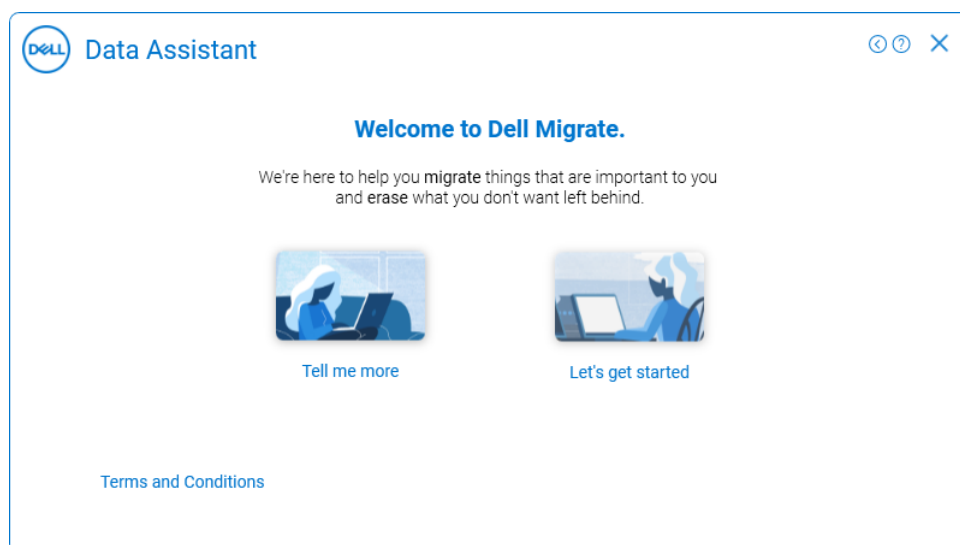 DELL
Data Assistant
Welcome to Dell Migrate.
We're here to help you migrate things that are important to you
and erase what you don't want left behind.
Tell me more
Let's get started
Terms and Conditions